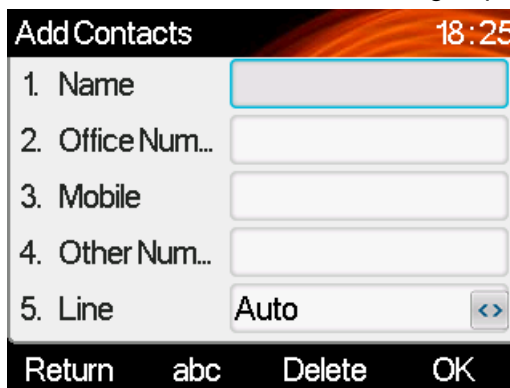 Add Contacts 18:25
1. Name
2. Office Num...
3. Mobile
4. Other Num...
5. Line Auto <>
Return abc Delete OK